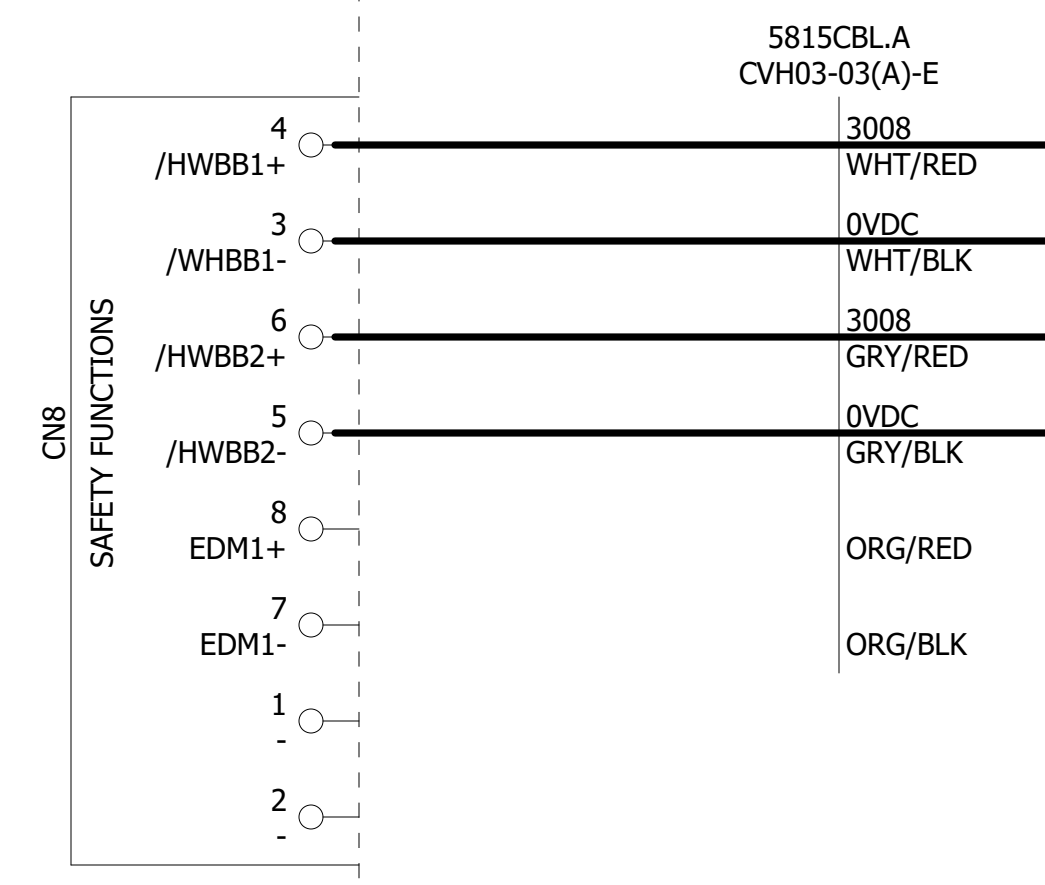 5815CBL.A
CVH03-03(A)-E
CN8
SAFETY FUNCTIONS
4
/HWBB1+
3008
WHT/RED
3
/WHBB1-
0VDC
WHT/BLK
6
/HWBB2+
3008
GRY/RED
5
/HWBB2-
0VDC
GRY/BLK
8
EDM1+
ORG/RED
7
EDM1-
ORG/BLK
1
-
2
-